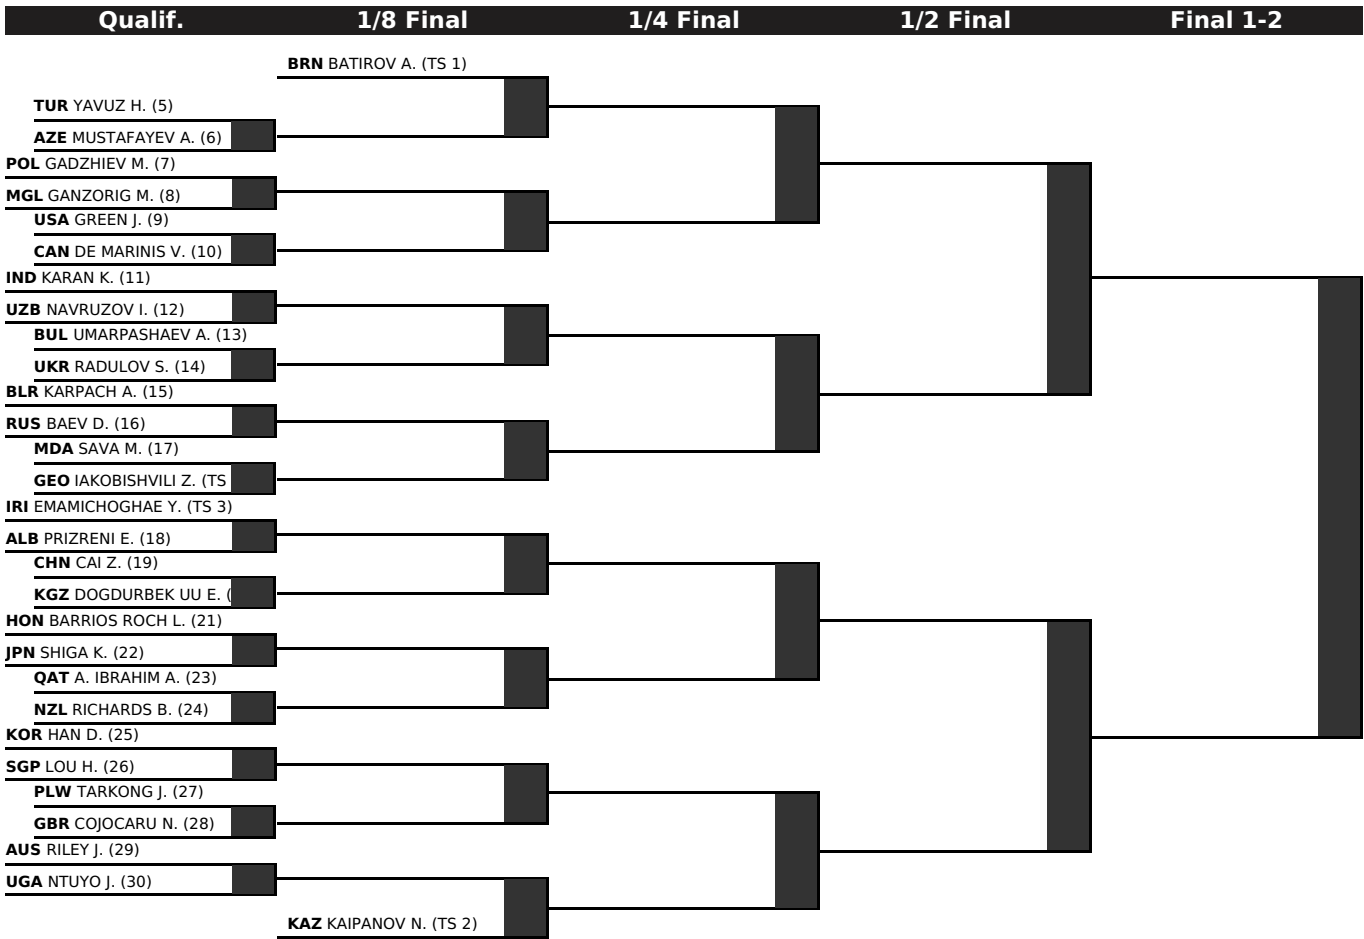 Qualif. 1/8 Final 1/4 Final 1/2 Final Final 1-2
BRN BATIROV A. (TS 1)
TUR YAVUZ H. (5)
AZE MUSTAFAYEV A. (6)
POL GADZHIEV M. (7)
MGL GANZORIG M. (8)
USA GREEN J. (9)
CAN DE MARINIS V. (10)
IND KARAN K. (11)
UZB NAVRUZOV I. (12)
BUL UMARPASHAEV A. (13)
UKR RADULOV S. (14)
BLR KARPACH A. (15)
RUS BAEV D. (16)
MDA SAVA M. (17)
GEO IAKOBISHVILI Z. (TS
IRI EMAMICHOGHAE Y. (TS 3)
ALB PRIZRENI E. (18)
CHN CAI Z. (19)
KGZ DOGDURBEK UU E. (
HON BARRIOS ROCH L. (21)
JPN SHIGA K. (22)
QAT A. IBRAHIM A. (23)
NZL RICHARDS B. (24)
KOR HAN D. (25)
SGP LOU H. (26)
PLW TARKONG J. (27)
GBR COJOCARU N. (28)
AUS RILEY J. (29)
UGA NTUYO J. (30)
KAZ KAIPANOV N. (TS 2)